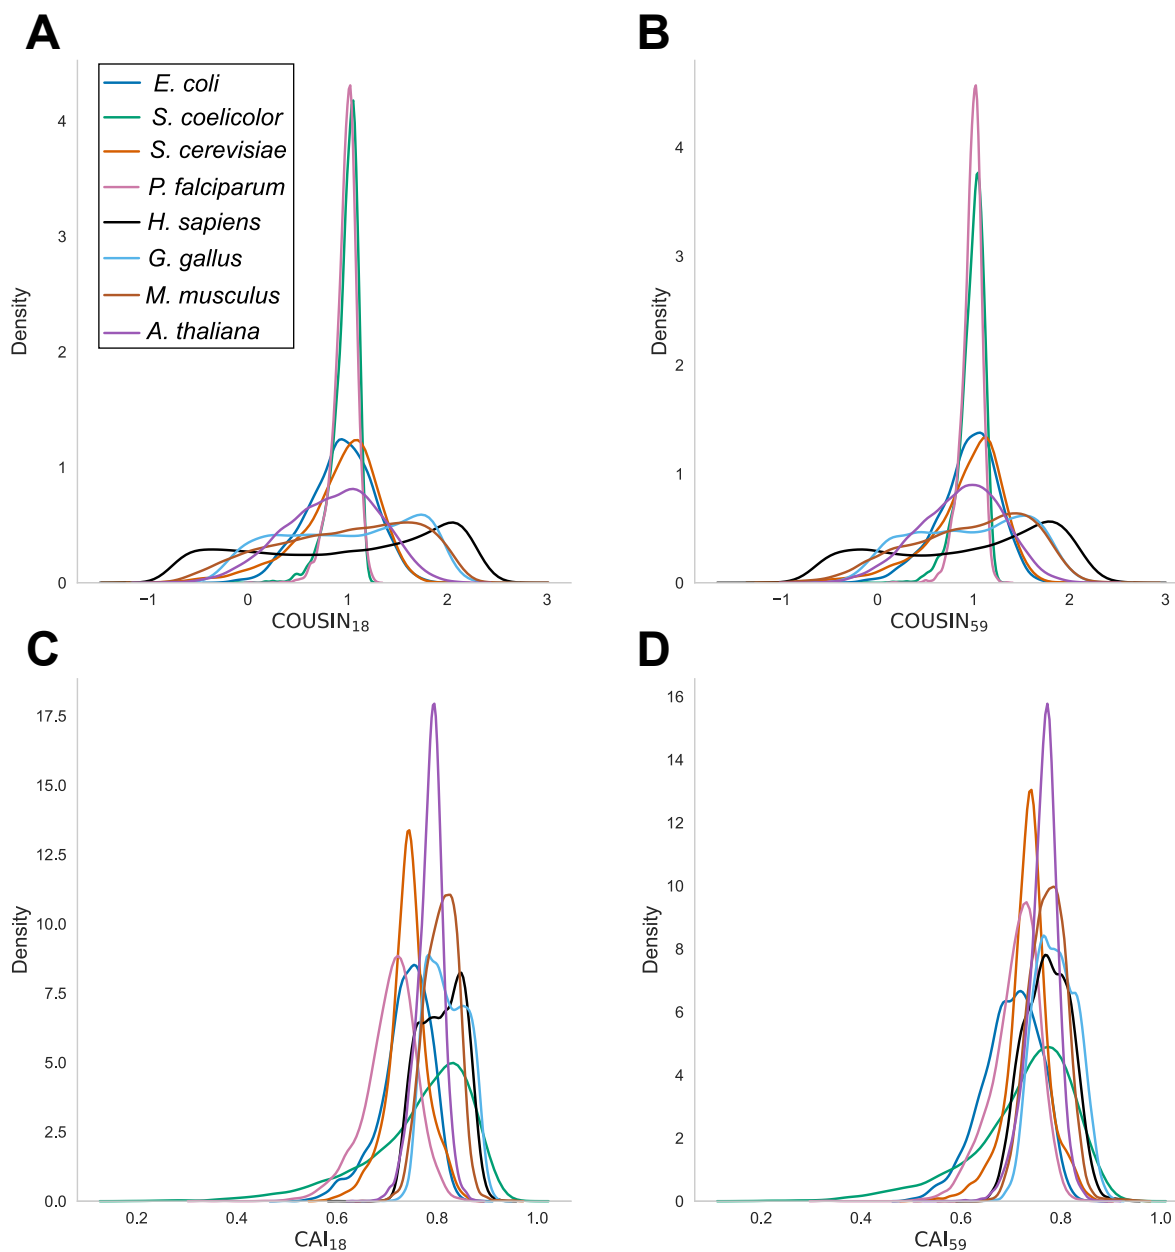 A
B
E. coli
S. coelicolor
S. cerevisiae
P. falciparum
H. sapiens
G. gallus
M. musculus
A. thaliana
Density
4
3
2
1
0
−1 0 1 2 3
COUSIN18
Density
4
3
2
1
0
−1 0 1 2 3
COUSIN59
C
D
Density
17.5
15.0
12.5
10.0
7.5
5.0
2.5
0.0
0.2 0.4 0.6 0.8 1.0
CAI18
Density
16
14
12
10
8
6
4
2
0
0.2 0.4 0.6 0.8 1.0
CAI59